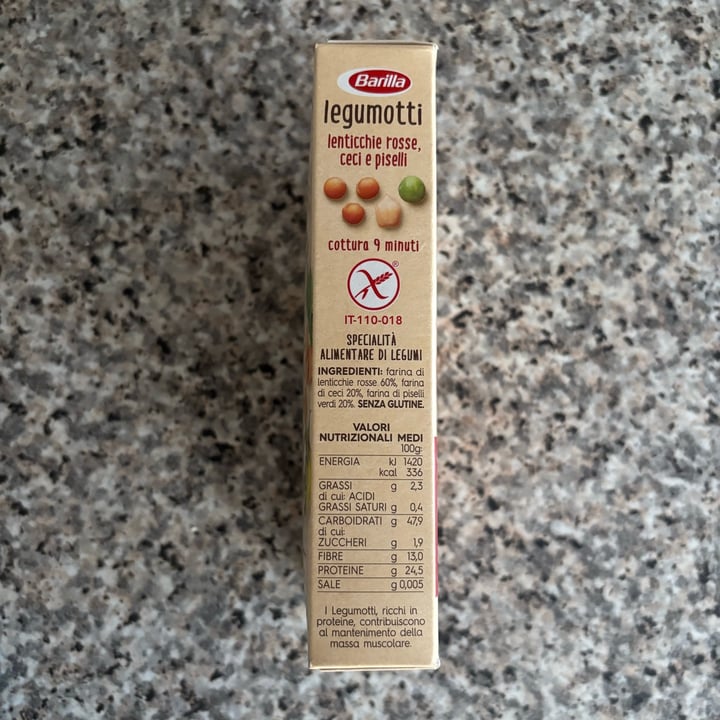 Barilla
legumotti
lenticchie rosse,
ceci e piselli
cottura 9 minuti
®
IT-110-018
SPECIALITÀ
ALIMENTARE DI LEGUMI
INGREDIENTI: farina di
lenticchie rosse 60%, farina
di ceci 20%, farina di piselli
verdi 20%. SENZA GLUTINE.
VALORI
NUTRIZIONALI MEDI
100g:
ENERGIA kJ 1420
kcal 336
GRASSI g 2,3
di cui: ACIDI
GRASSI SATURI g 0,4
CARBOIDRATI g 47,9
di cui:
ZUCCHERI g 1,9
FIBRE g 13,0
PROTEINE g 24,5
SALE g 0,005
I Legumotti, ricchi in
proteine, contribuiscono
al mantenimento della
massa muscolare.